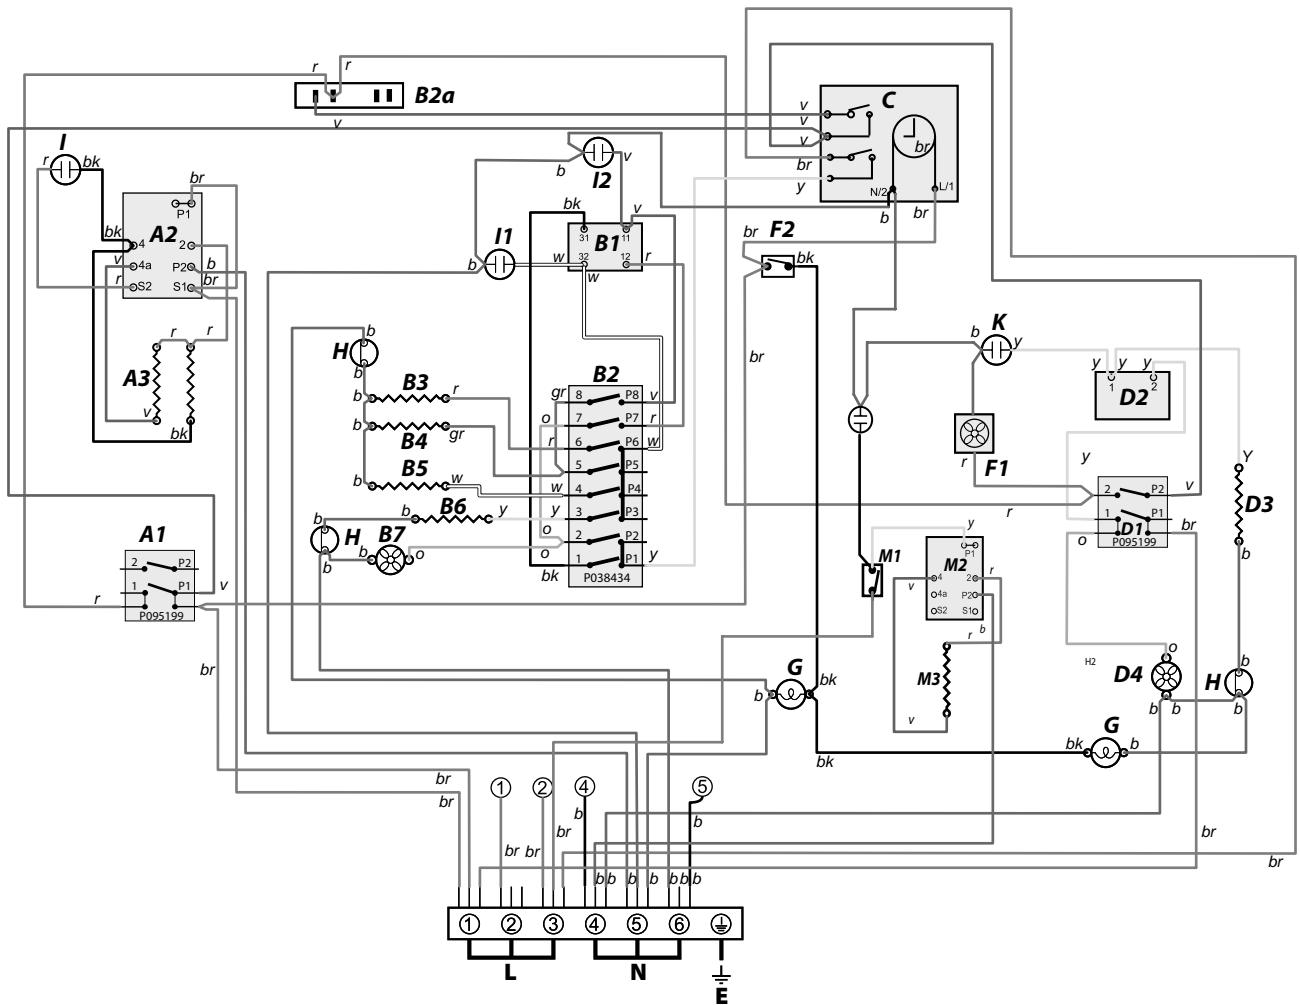 r
r
B2a
v
C
v
v
v
br
y
br
N/2
L/1
b
br
I
r
bk
br
P1
A2
bk
4
2
v
4a
P2
b
r
S2
S1
br
r
r
A3
v
bk
b
v
I2
bk
v
31
11
B1
32
12
w
r
w
I1
b
br
F2
bk
br
b
H
b
B3
r
b
b
B4
gr
b
B5
w
b
B6
y
b
H
B7
b
b
o
B2
gr
8
P8
v
o
7
P7
r
r
6
P6
w
5
P5
w
4
P4
y
3
P3
o
2
P2
o
1
P1
y
bk
P038434
K
b
y
y
y
y
1
2
D2
F1
r
y
Y
D3
b
2
P2
v
1
P1
br
D1
o
P095199
r
A1
2
P2
1
P1
v
r
P095199
br
M1
y
P1
M2
v
4
2
r
4a
P2
S2
S1
b
r
M3
v
H2
o
D4
b
b
b
H
b
G
b
bk
bk
G
bk
b
br
br
1
2
4
5
b
b
br
br
br
b
b
b
b
b
b
b
br
br
1
2
3
4
5
6
L
N
E